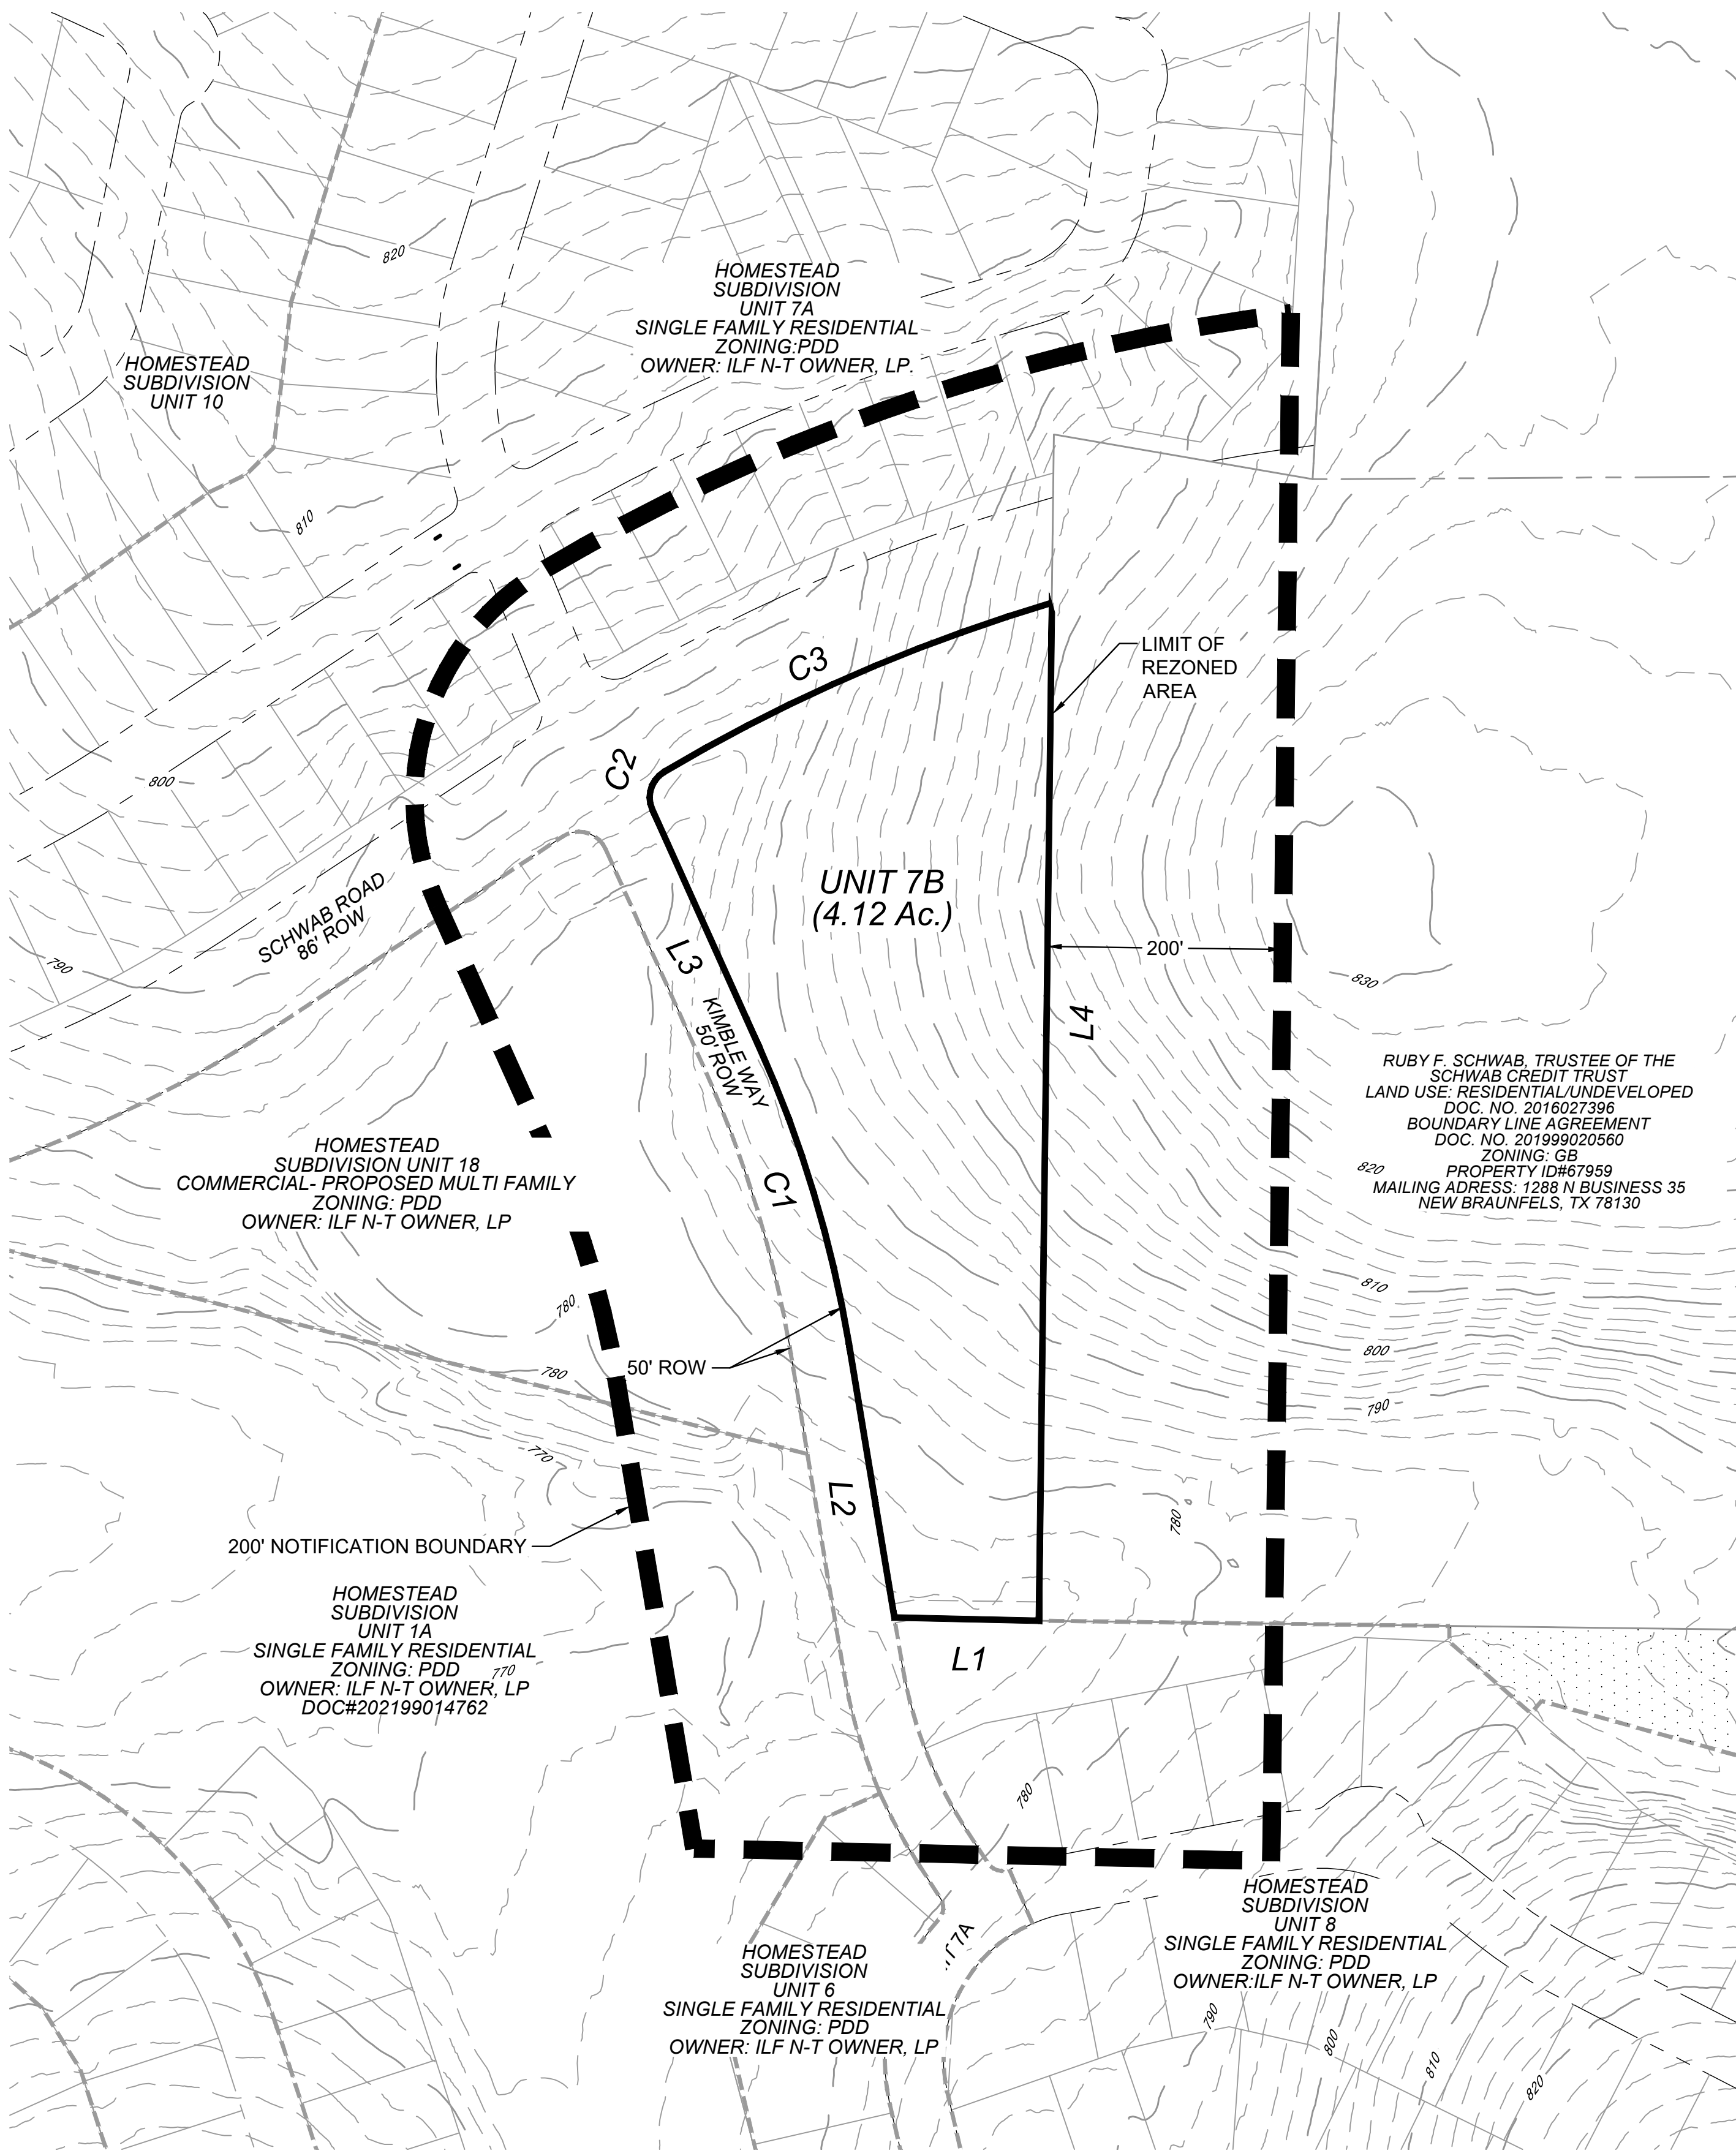 820
HOMESTEAD
SUBDIVISION
UNIT 7A
SINGLE FAMILY RESIDENTIAL
ZONING:PDD
OWNER: ILF N-T OWNER, LP.
HOMESTEAD
SUBDIVISION
UNIT 10
810
LIMIT OF
REZONED
AREA
C3
C2
800
UNIT 7B
(4.12 Ac.)
SCHWAB ROAD
86' ROW
790
L3
200'
830
KIMBLE WAY
50' ROW
L4
RUBY F. SCHWAB, TRUSTEE OF THE
SCHWAB CREDIT TRUST
LAND USE: RESIDENTIAL/UNDEVELOPED
DOC. NO. 2016027396
BOUNDARY LINE AGREEMENT
DOC. NO. 201999020560
ZONING: GB
820
PROPERTY ID#67959
MAILING ADRESS: 1288 N BUSINESS 35
NEW BRAUNFELS, TX 78130
HOMESTEAD
SUBDIVISION UNIT 18
COMMERCIAL- PROPOSED MULTI FAMILY
ZONING: PDD
OWNER: ILF N-T OWNER, LP
C1
810
780
800
50' ROW
780
790
770
L2
780
200' NOTIFICATION BOUNDARY
HOMESTEAD
SUBDIVISION
UNIT 1A
SINGLE FAMILY RESIDENTIAL
ZONING: PDD
770
OWNER: ILF N-T OWNER, LP
DOC#202199014762
L1
780
HOMESTEAD
SUBDIVISION
UNIT 8
SINGLE FAMILY RESIDENTIAL
ZONING: PDD
OWNER:ILF N-T OWNER, LP
7A
HOMESTEAD
SUBDIVISION
UNIT 6
SINGLE FAMILY RESIDENTIAL
ZONING: PDD
OWNER: ILF N-T OWNER, LP
790
800
810
820